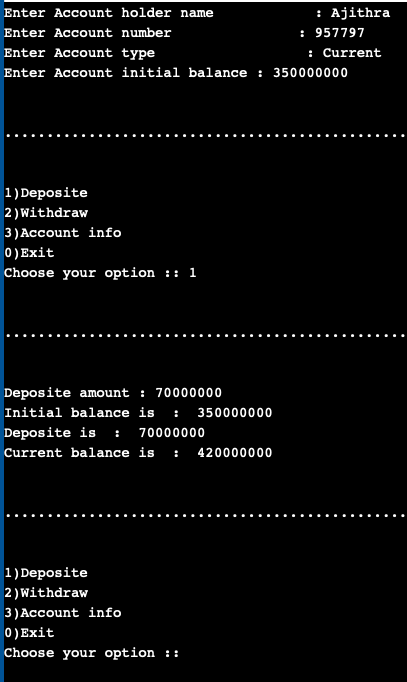 Enter Account holder name            : Ajithra
Enter Account number               : 957797
Enter Account type                  : Current
Enter Account initial balance : 350000000
.................................................
1)Deposite
2)Withdraw
3)Account info
0)Exit
Choose your option :: 1
.................................................
Deposite amount : 70000000
Initial balance is  :  350000000
Deposite is  :  70000000
Current balance is  :  420000000
.................................................
1)Deposite
2)Withdraw
3)Account info
0)Exit
Choose your option ::